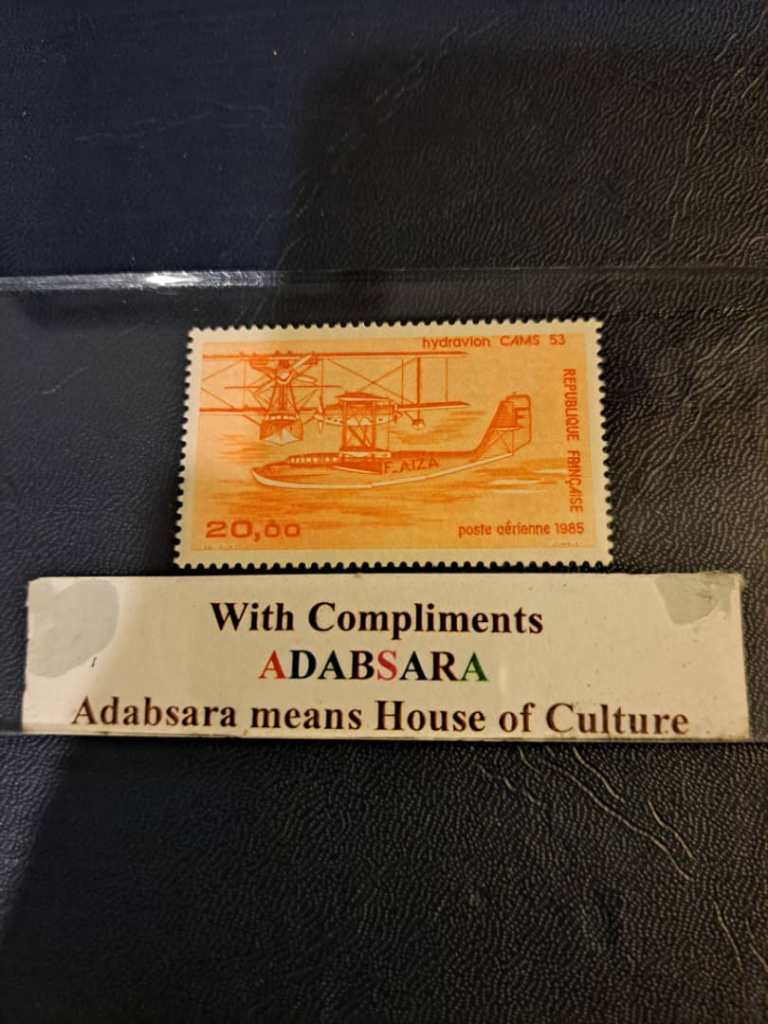 hydravion CAMS 53
REPUBLIQUE FRANÇAISE
F
F.AIZA
20,00
poste aérienne 1985
With Compliments
ADABSARA
Adabsara means House of Culture